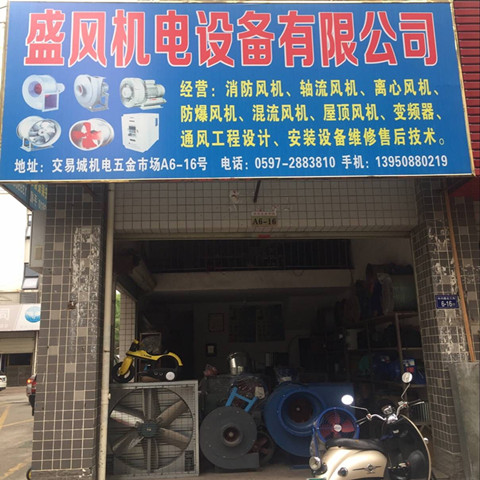 盛风机电设备有限公司
经营：消防风机、轴流风机、离心风机、
防爆风机、混流风机、屋顶风机、变频器、
通风工程设计、安装设备维修售后技术。
地址：交易城机电五金市场A6-16号 电话：0597-2883810 手机：13950880219
A6-16
6-16